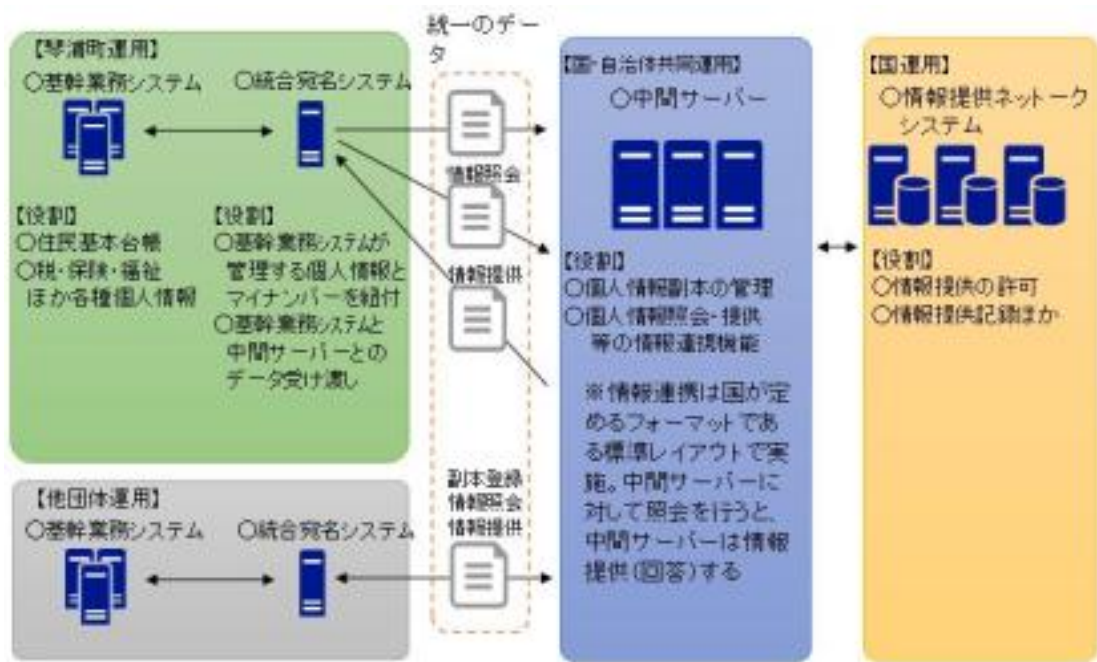 統一のデー
タ
【琴浦町運用】
○基幹業務システム
○統合宛名システム
【役割】
○住民基本台帳
○税・保険・福祉
ほか各種個人情報
【役割】
○基幹業務システムが
管理する個人情報と
マイナンバーを紐付
○基幹業務システムと
中間サーバーとの
データ受け渡し
情報照会
情報提供
副本登録
情報照会
情報提供
【他団体運用】
○基幹業務システム
○統合宛名システム
【国・自治体共同運用】
○中間サーバー
【役割】
○個人情報副本の管理
○個人情報照会・提供
等の情報連携機能
※情報連携は国が定
めるフォーマットであ
る標準レイアウトで実
施。中間サーバーに
対して照会を行うと、
中間サーバーは情報
提供(回答)する
【国運用】
○情報提供ネットーク
システム
【役割】
○情報提供の許可
○情報提供記録ほか